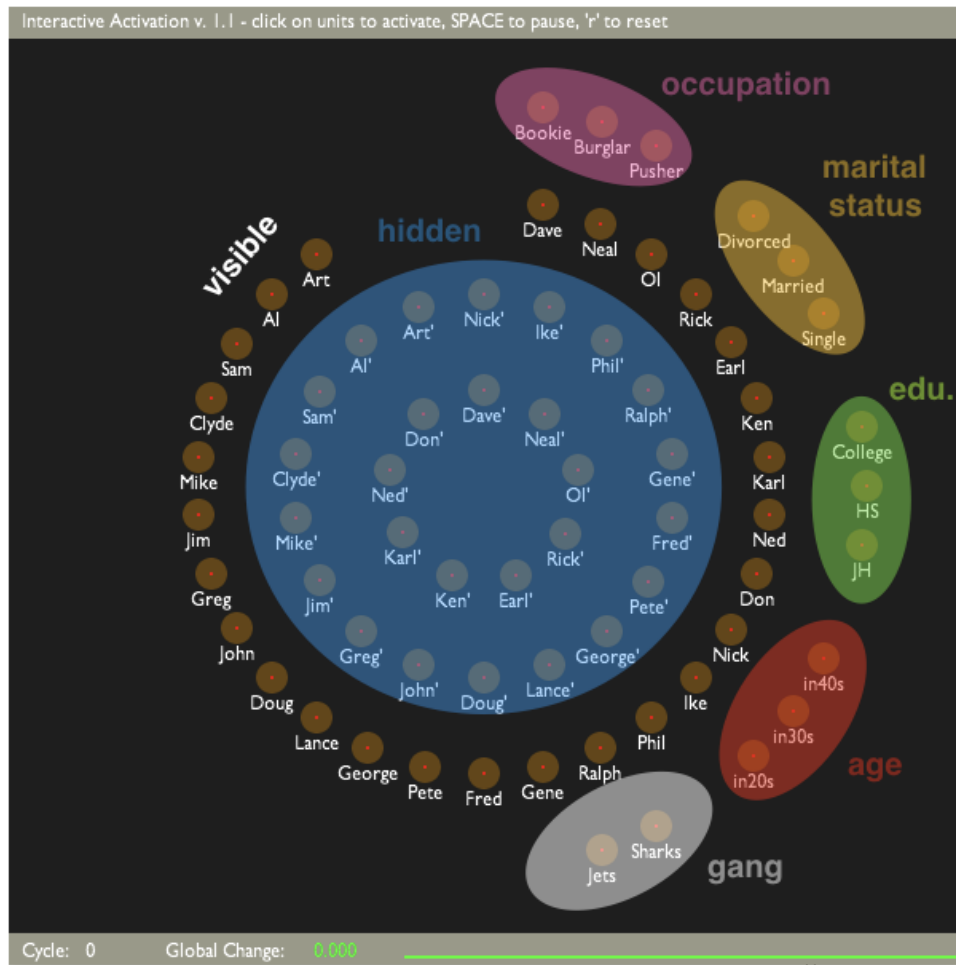 Interactive Activation v. 1.1 - click on units to activate, SPACE to pause, 'r' to reset
occupation
Bookie
Burglar
Pusher
marital
status
Divorced
Married
Single
edu.
College
HS
JH
age
in40s
in30s
in20s
gang
Sharks
Jets
visible
hidden
Dave
Neal
Ol
Rick
Earl
Ken
Karl
Ned
Don
Nick
Ike
Phil
Ralph
Gene
Fred
Pete
George
Lance
Doug
John
Greg
Jim
Mike
Clyde
Sam
Al
Art
Nick'
Ike'
Phil'
Ralph'
Gene'
Fred'
Pete'
George'
Lance'
Doug'
John'
Greg'
Jim'
Mike'
Clyde'
Sam'
Al'
Art'
Dave'
Neal'
Ol'
Rick'
Earl'
Ken'
Karl'
Ned'
Don'
Cycle: 0 Global Change: 0.000